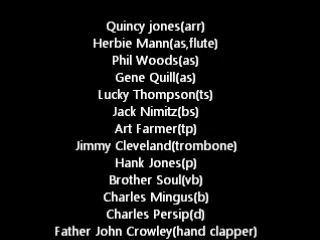 Quincy jones(arr)
Herbie Mann(as,flute)
Phil Woods(as)
Gene Quill(as)
Lucky Thompson(ts)
Jack Nimitz(bs)
Art Farmer(tp)
Jimmy Cleveland(trombone)
Hank Jones(p)
Brother Soul(vb)
Charles Mingus(b)
Charles Persip(d)
Father John Crowley(hand clapper)